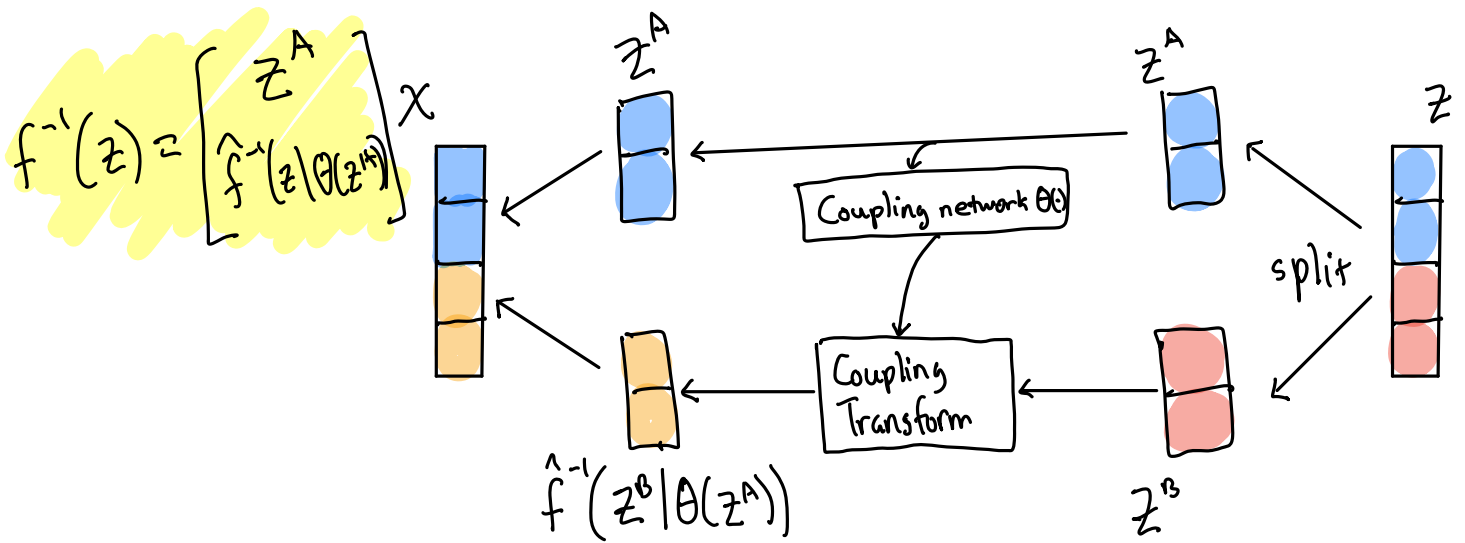 f⁻¹(z) = [ z^A
f̂⁻¹(z|θ(z^A)) ]
x
z^A
z^A
z
Coupling network θ(·)
split
Coupling
Transform
f̂⁻¹(z^B|θ(z^A))
z^B